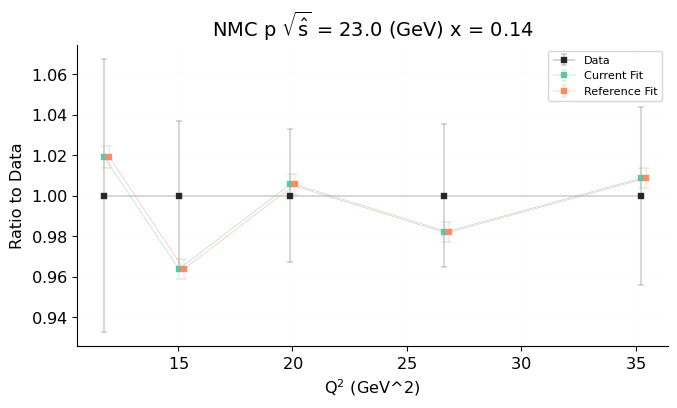 NMC p √ŝ = 23.0 (GeV) x = 0.14
Data
Current Fit
Reference Fit
Ratio to Data
1.06
1.04
1.02
1.00
0.98
0.96
0.94
15 20 25 30 35
Q² (GeV^2)